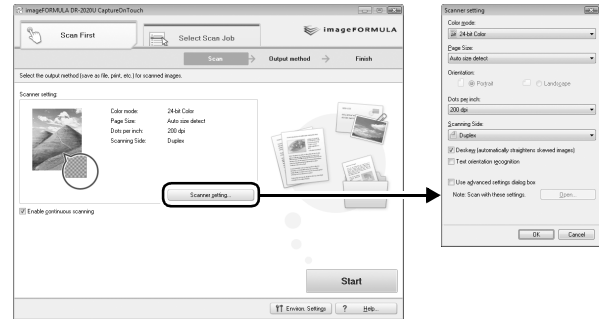 imageFORMULA DR-2020U CaptureOnTouch
Scan First
Select Scan Job
imageFORMULA
Scan
Output method
Finish
Select the output method (save as file, print, etc.) for scanned images.
Scanner setting:
Color mode: 24-bit Color
Page Size: Auto size detect
Dots per inch: 200 dpi
Scanning Side: Duplex
Scanner setting...
Enable continuous scanning
Start
Environ. Settings
? Help...
Scanner setting
Color mode:
24-bit Color
Page Size:
Auto size detect
Orientation:
Portrait Landscape
Dots per inch:
200 dpi
Scanning Side:
Duplex
Deskew (automatically straightens skewed images)
Text orientation recognition
Use advanced settings dialog box
Note: Scan with these settings. Open...
OK Cancel